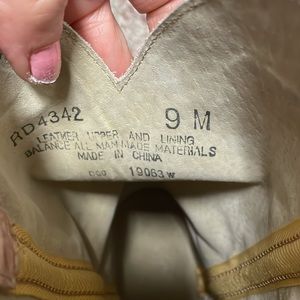 RD4342 9 M
LEATHER UPPER AND LINING
BALANCE ALL MAN MADE MATERIALS
MADE IN CHINA
19063 W